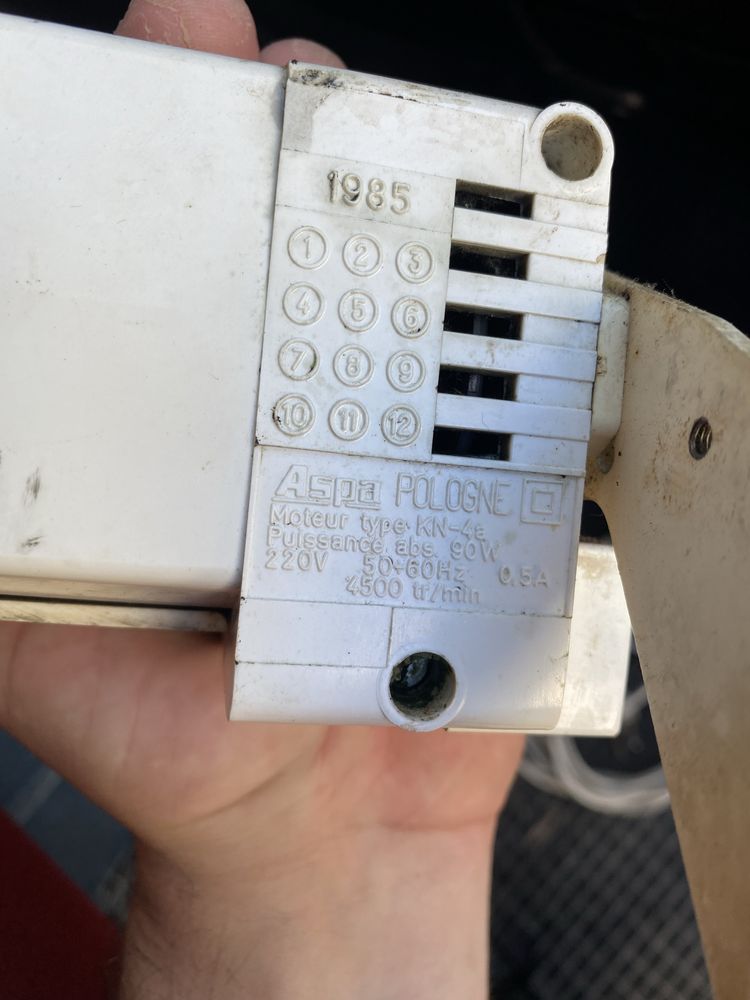 1985
1 2 3
4 5 6
7 8 9
10 11 12
Aspa POLOGNE
Moteur type KN-4a
Puissance abs. 90W
220V 50÷60Hz 0.5A
4500 tr/min